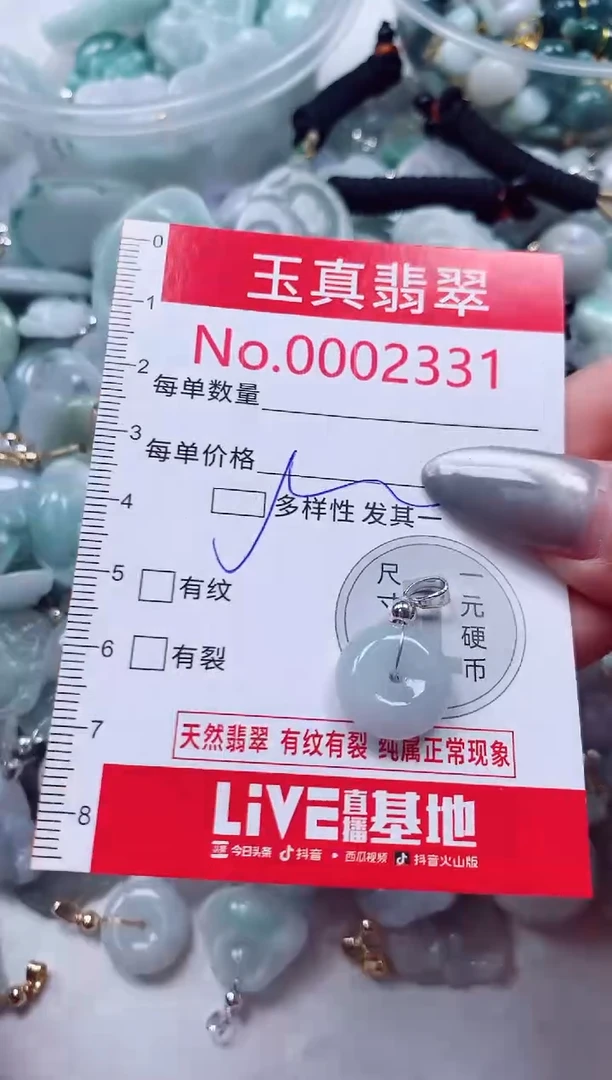 玉真翡翠
No.0002331
每单数量
每单价格
多样性 发其一
有纹
有裂
尺寸
一元硬币
天然翡翠 有纹有裂 纯属正常现象
LiVE直播基地
头条 今日头条 抖音 西瓜视频 抖音火山版
0
1
2
3
4
5
6
7
8